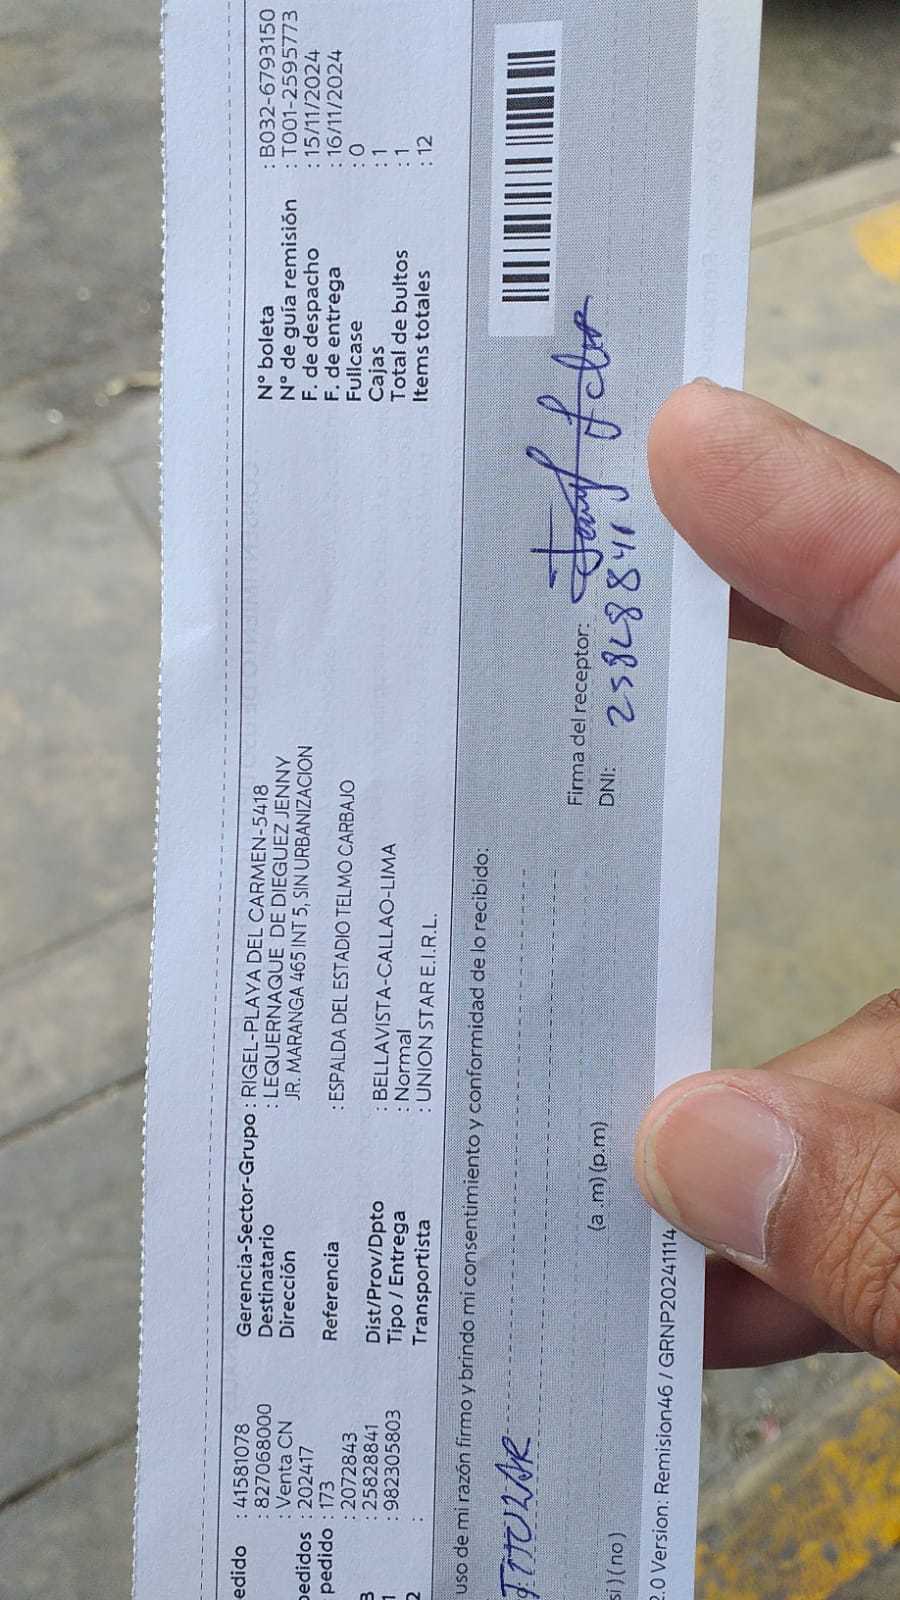 edido : 41581078
: 827068000
: Venta CN
pedidos : 202417
pedido : 173
: 2072843
3 : 25828841
1 : 982305803
2 :
Gerencia-Sector-Grupo : RIGEL-PLAYA DEL CARMEN-5418
Destinatario : LEQUERNAQUE DE DIEGUEZ JENNY
Dirección JR. MARANGA 465 INT 5, SIN URBANIZACION
Referencia : ESPALDA DEL ESTADIO TELMO CARBAJO
Dist/Prov/Dpto : BELLAVISTA-CALLAO-LIMA
Tipo / Entrega : Normal
Transportista : UNION STAR E.I.R.L.
N° boleta : B032-6793150
N° de guía remisión : T001-2595773
F. de despacho : 15/11/2024
F. de entrega : 16/11/2024
Fullcase : 0
Cajas : 1
Total de bultos : 1
Items totales : 12
uso de mi razón firmo y brindo mi consentimiento y conformidad de lo recibido:
TITULAR
Firma del receptor:
DNI: 25828841
(a .m) (p.m)
si ) ( no )
2.0 Version: Remision46 / GRNP20241114